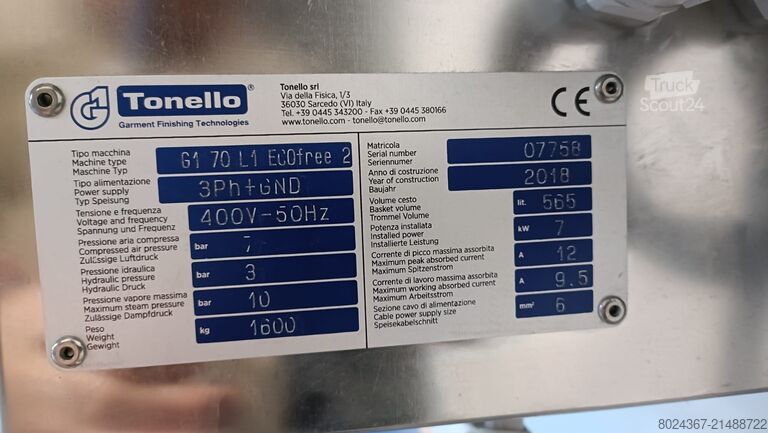 Tonello®
Garment Finishing Technologies
Tonello srl
Via della Fisica, 1/3
36030 Sarcedo (VI) Italy
Tel. +39 0445 343200 - Fax +39 0445 380166
www.tonello.com - tonello@tonello.com
CE
Truck
Scout24
Tipo macchina
Machine type
Maschine Typ
G1 70 L1 ECOfree 2
Tipo alimentazione
Power supply
Typ Speisung
3Ph+GND
Tensione e frequenza
Voltage and frequency
Spannung und Frequenz
400V-50Hz
Pressione aria compressa
Compressed air pressure
Zulässige Luftdruck
bar 7
Pressione idraulica
Hydraulic pressure
Hydraulic Druck
bar 3
Pressione vapore massima
Maximum steam pressure
Zulässige Dampfdruck
bar 10
Peso
Weight
Gewight
kg 1600
Matricola
Serial number
Seriennumer
07758
Anno di costruzione
Year of construction
Baujahr
2018
Volume cesto
Basket volume
Trommel Volume
lit. 565
Potenza installata
Installed power
Installierte Leistung
kW 7
Corrente di picco massima assorbita
Maximum peak absorbed current
Maximum Spitzenstrom
A 12
Corrente di lavoro massima assorbita
Maximum working absorbed current
Maximum Arbeitsstrom
A 9.5
Sezione cavo di alimentazione
Cable power supply size
Speisekabelschnitt
mm² 6
8024367-21488722